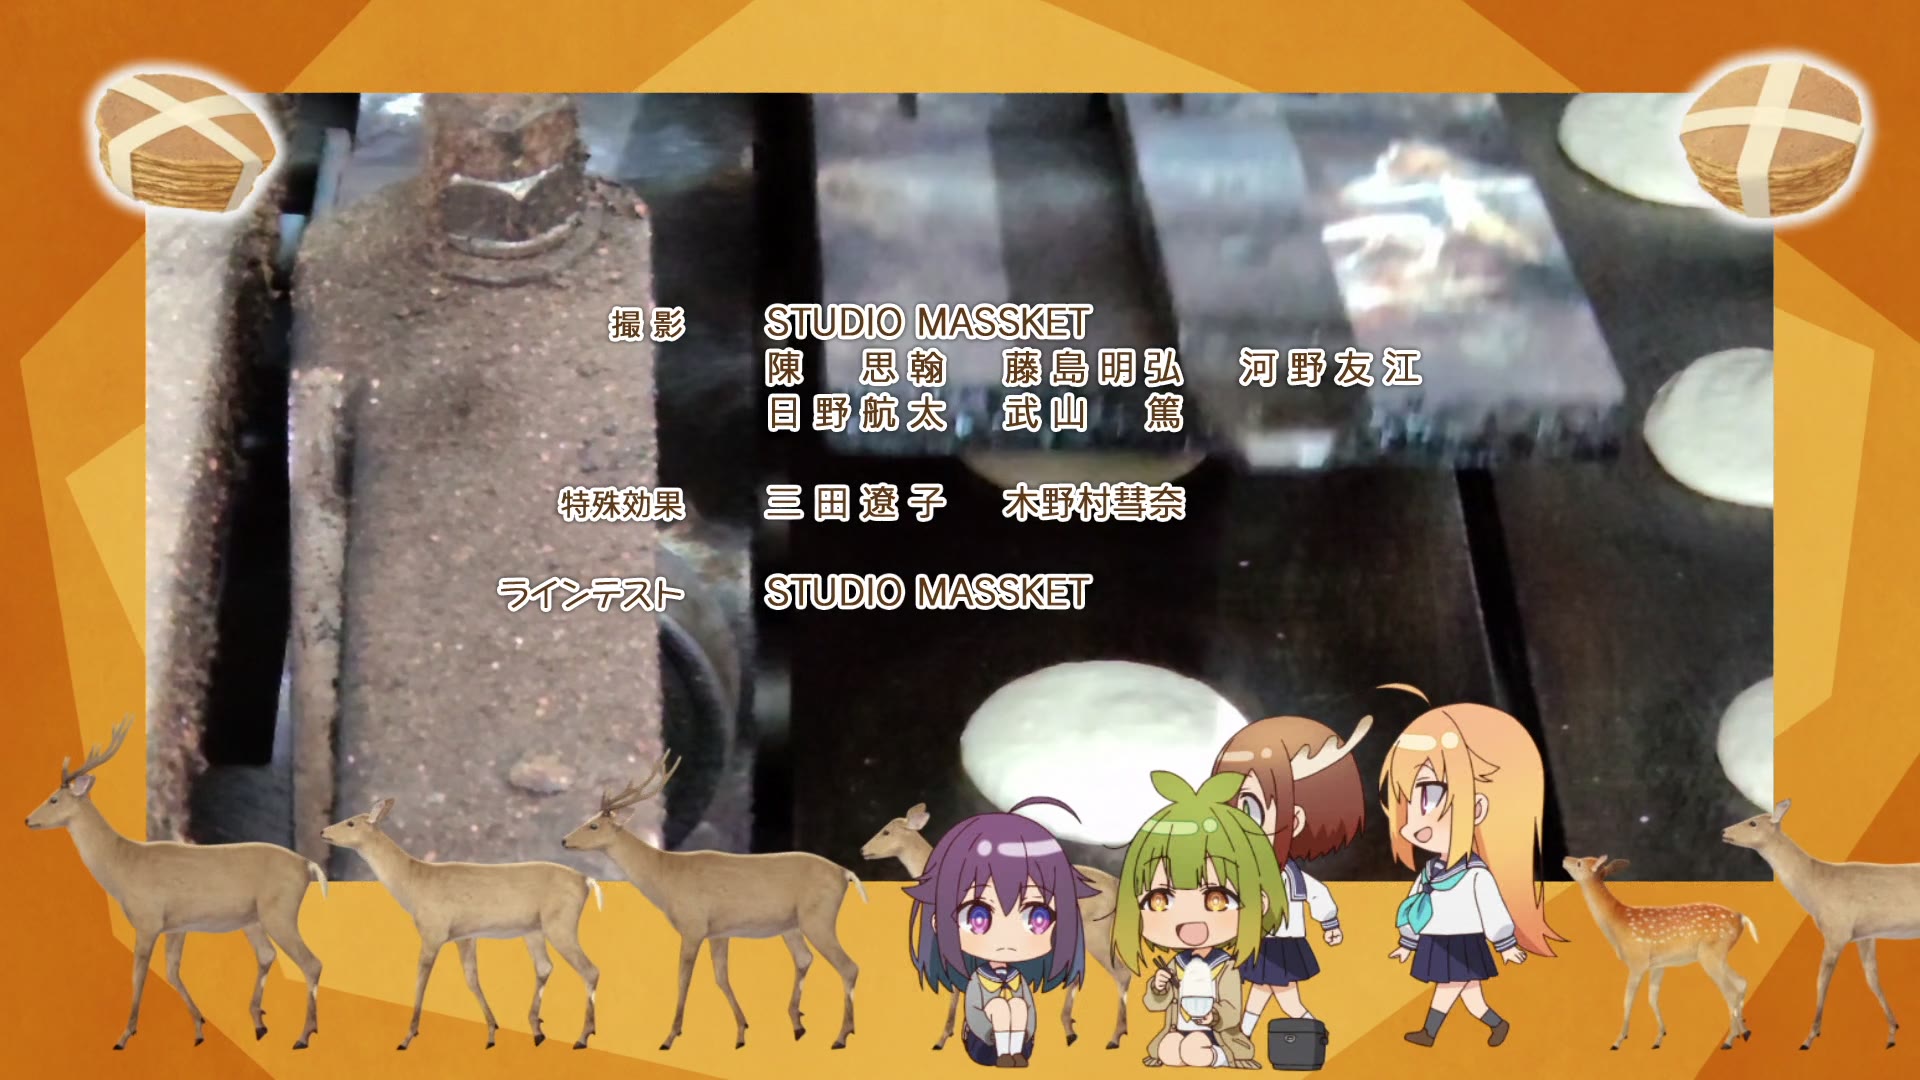 撮影 STUDIO MASSKET
陳 思翰 藤島明弘 河野友江
日野航太 武山 篤
特殊効果 三田遼子 木野村彗奈
ラインテスト STUDIO MASSKET